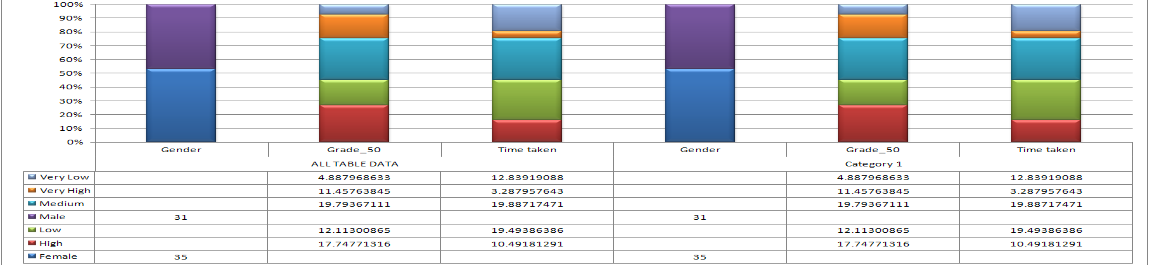 100%
90%
80%
70%
60%
50%
40%
30%
20%
10%
0%
Gender Grade_50 Time taken Gender Grade_50 Time taken
ALL TABLE DATA Category 1
Very Low 4.887968633 12.83919088 4.887968633 12.83919088
Very High 11.45763845 3.287957643 11.45763845 3.287957643
Medium 19.79367111 19.88717471 19.79367111 19.88717471
Male 31 31
Low 12.11300865 19.49386386 12.11300865 19.49386386
High 17.74771316 10.49181291 17.74771316 10.49181291
Female 35 35